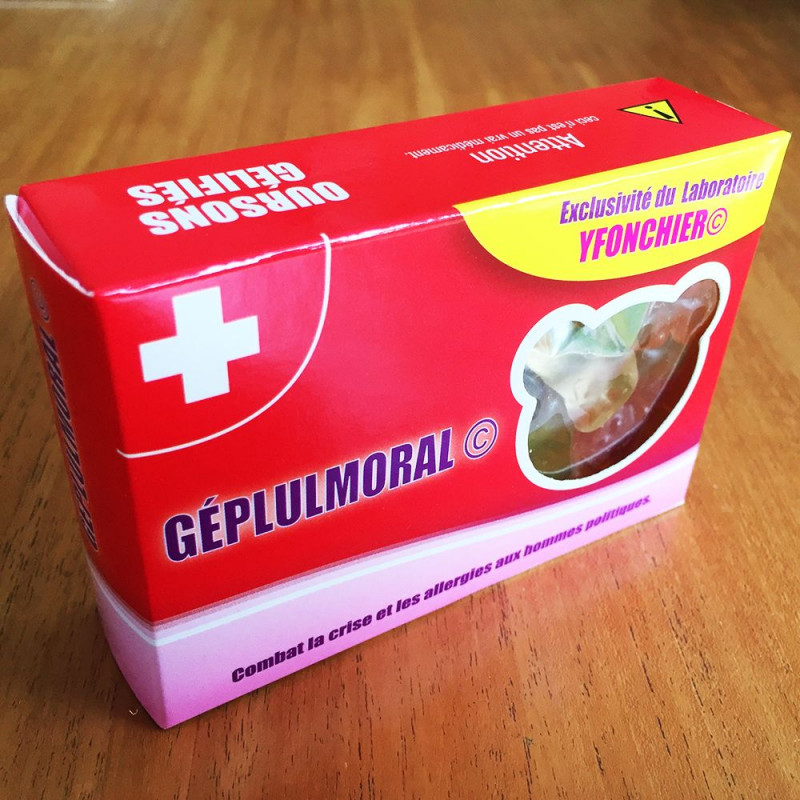 OURSONS
GÉLIFIÉS
Attention
ceci n'est pas un vrai médicament.
Exclusivité du Laboratoire
YFONCHIER©
GÉPLULMORAL ©
Combat la crise et les allergies aux hommes politiques.
GÉPLULMORAL ©